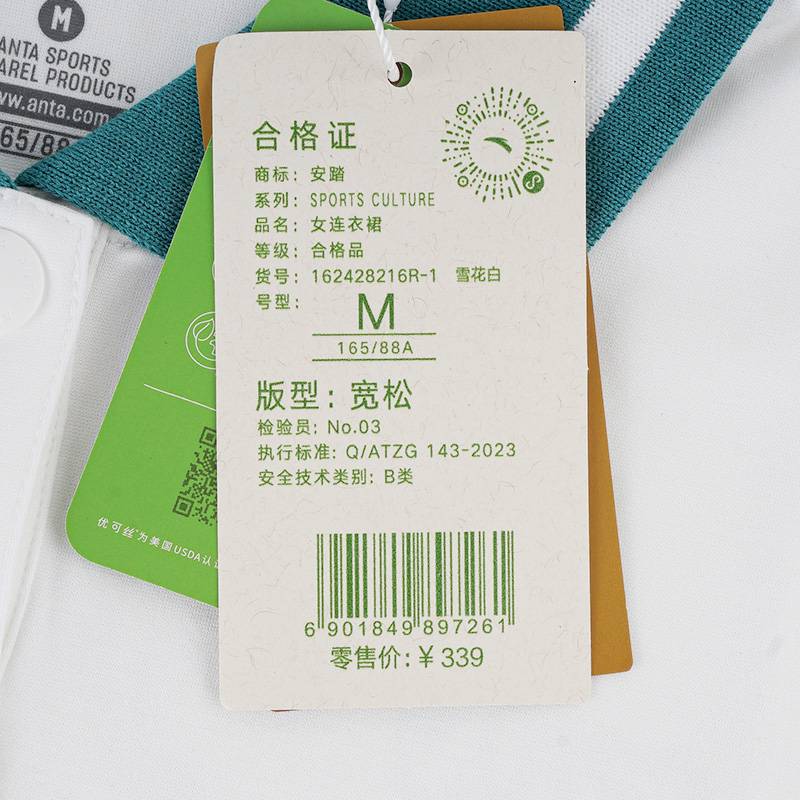 M
ANTA SPORTS
AREL PRODUCTS
ww.anta.com
65/88
合格证
商标: 安踏
系列: SPORTS CULTURE
品名: 女连衣裙
等级: 合格品
货号: 162428216R-1 雪花白
号型:
M
165/88A
版型: 宽松
检验员: No.03
执行标准: Q/ATZG 143-2023
安全技术类别: B类
6 901849 897261
零售价: ¥ 339
优可丝为美国USDA认